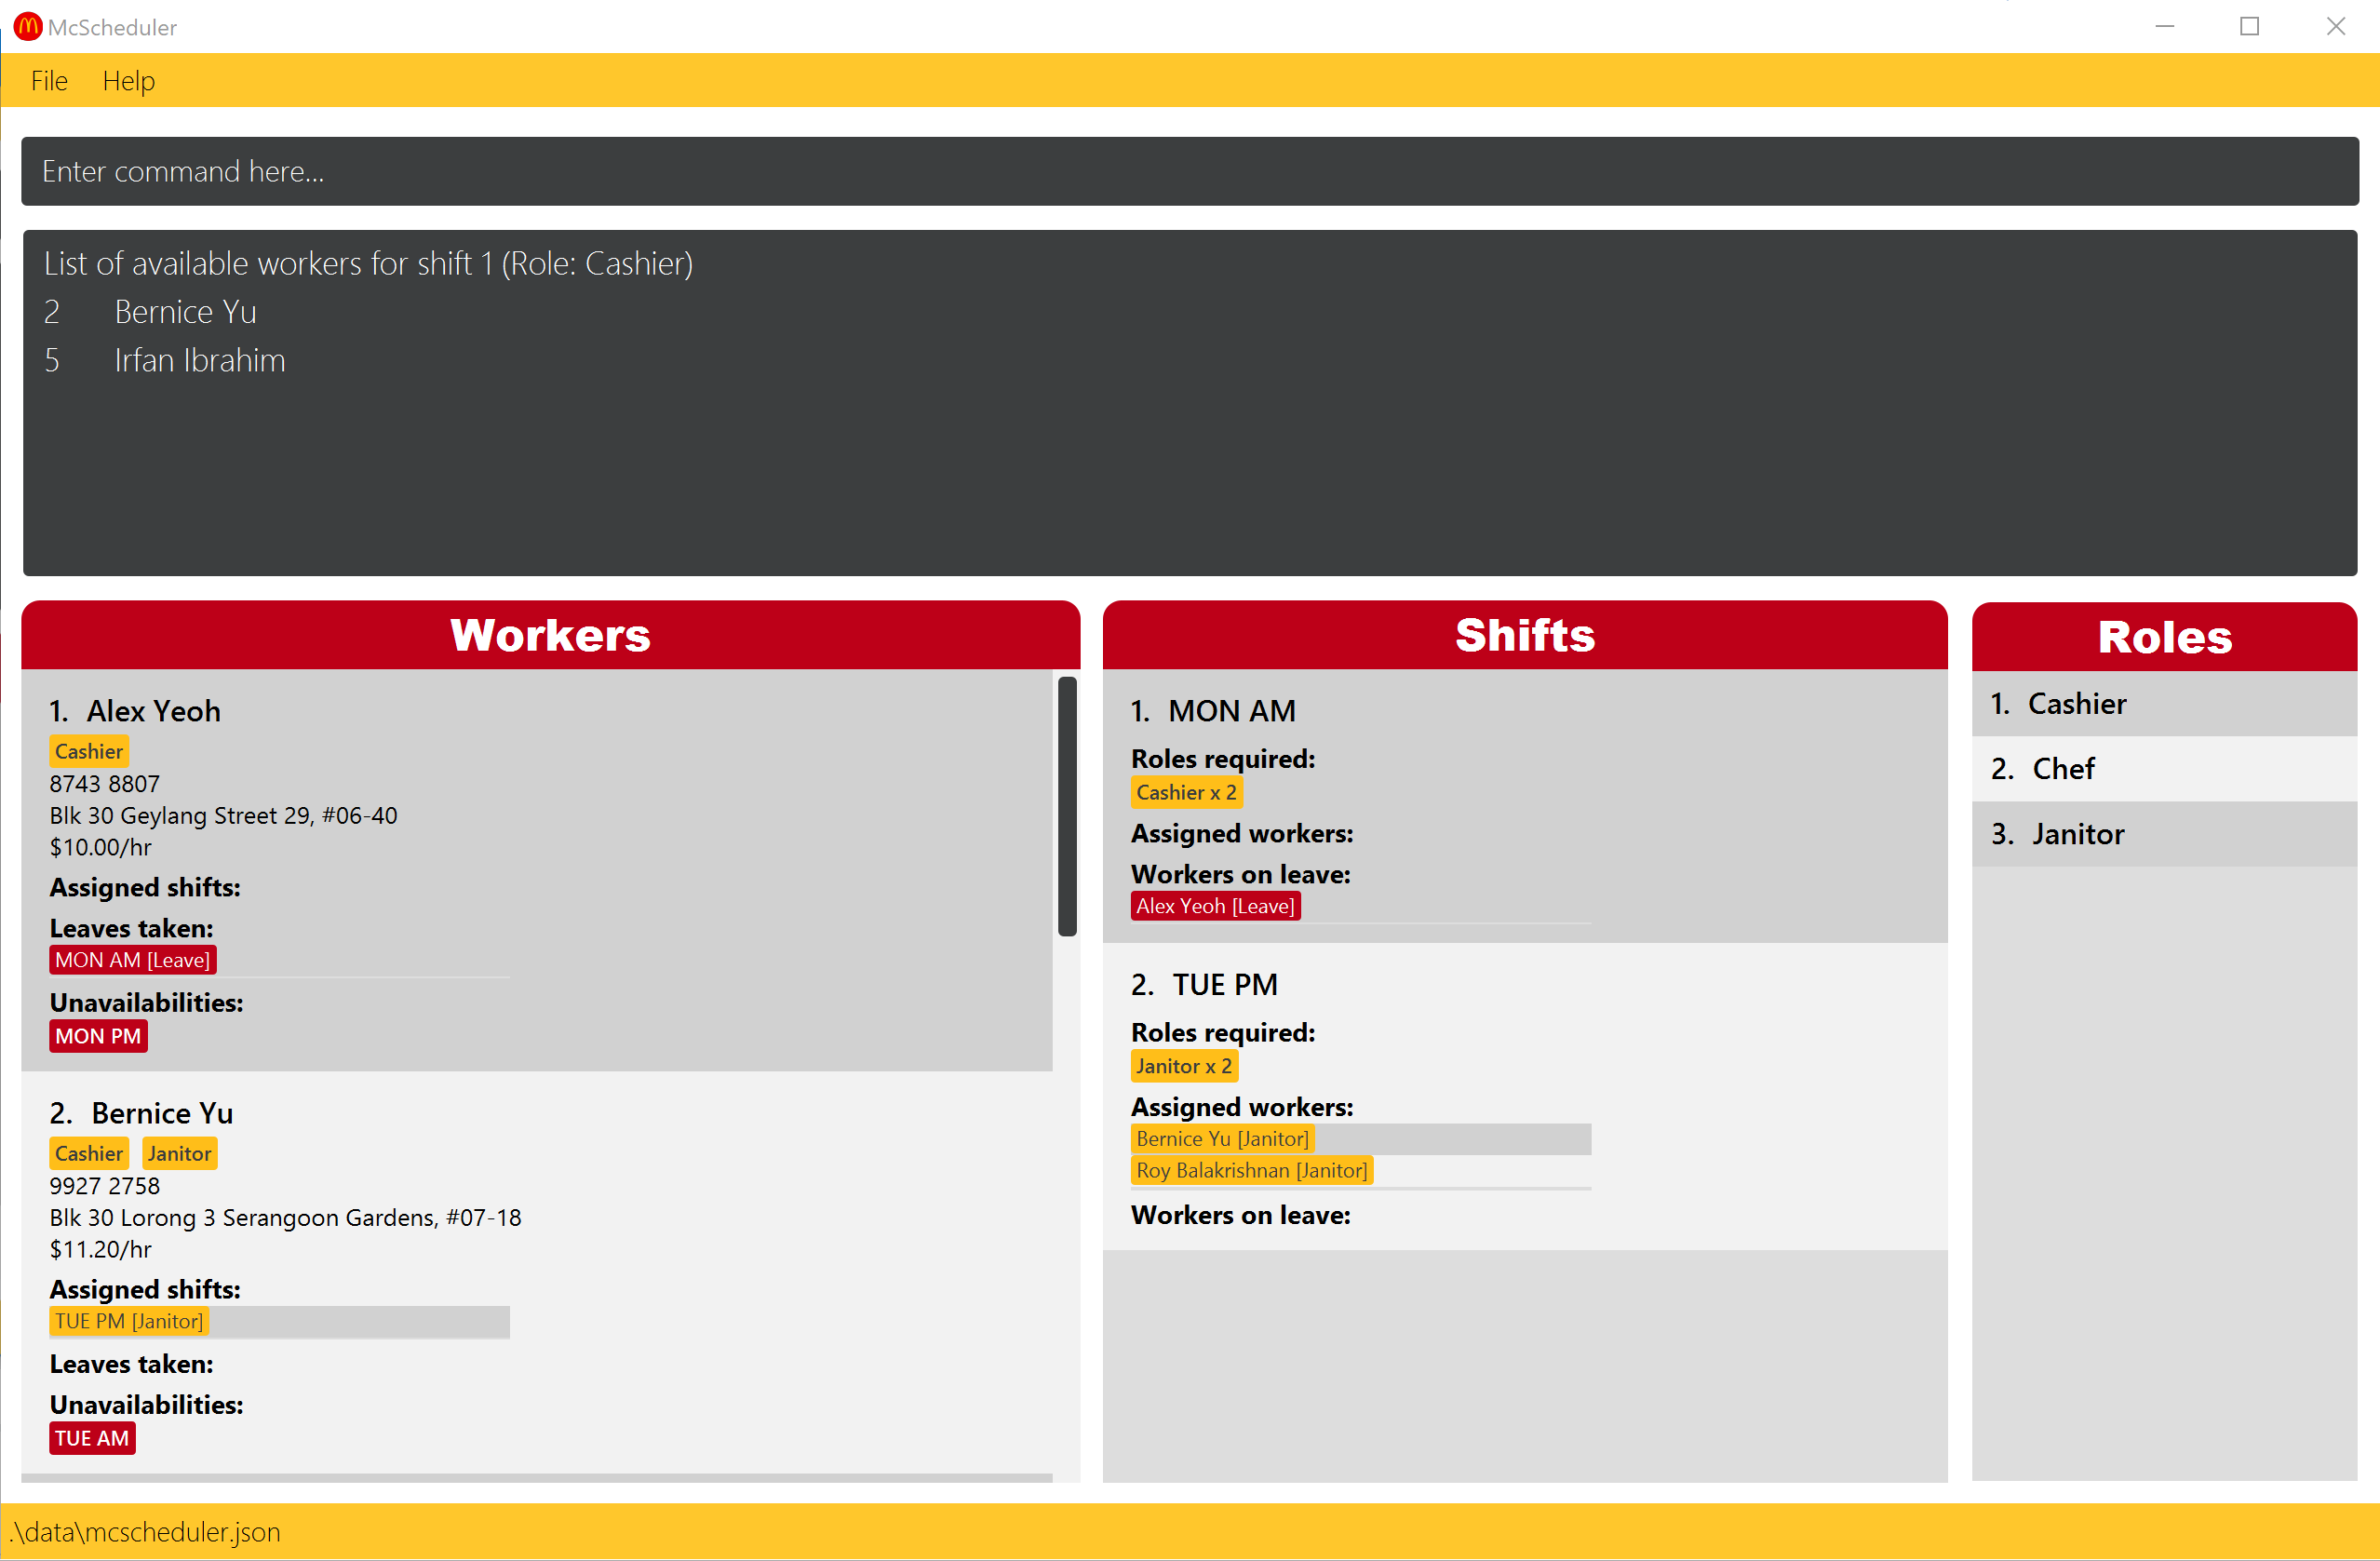 McScheduler
File Help
Enter command here...
List of available workers for shift 1 (Role: Cashier)
2 Bernice Yu
5 Irfan Ibrahim
Workers
1. Alex Yeoh
Cashier
8743 8807
Blk 30 Geylang Street 29, #06-40
$10.00/hr
Assigned shifts:
Leaves taken:
MON AM [Leave]
Unavailabilities:
MON PM
2. Bernice Yu
Cashier Janitor
9927 2758
Blk 30 Lorong 3 Serangoon Gardens, #07-18
$11.20/hr
Assigned shifts:
TUE PM [Janitor]
Leaves taken:
Unavailabilities:
TUE AM
Shifts
1. MON AM
Roles required:
Cashier x 2
Assigned workers:
Workers on leave:
Alex Yeoh [Leave]
2. TUE PM
Roles required:
Janitor x 2
Assigned workers:
Bernice Yu [Janitor]
Roy Balakrishnan [Janitor]
Workers on leave:
Roles
1. Cashier
2. Chef
3. Janitor
.\data\mcscheduler.json